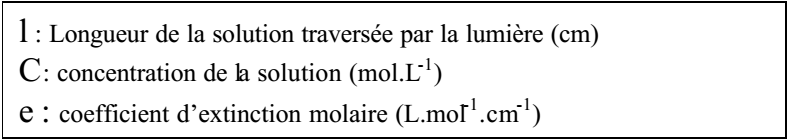 l : Longueur de la solution traversée par la lumière (cm)
C: concentration de la solution (mol.L⁻¹)
e : coefficient d’extinction molaire (L.mol⁻¹.cm⁻¹)